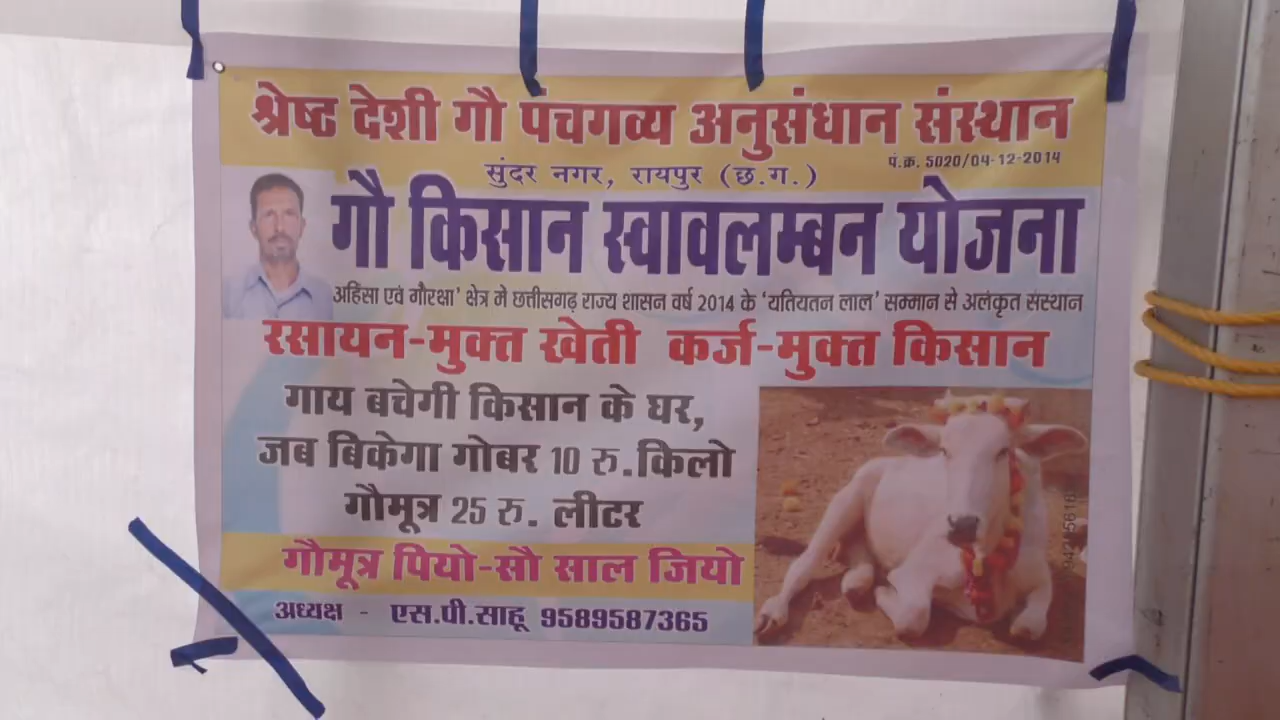 श्रेष्ठ देशी गौ पंचगव्य अनुसंधान संस्थान
पं.क्र. 5020/04-12-2014
सुंदर नगर, रायपुर (छ.ग.)
गौ किसान स्वावलम्बन योजना
अहिंसा एवं गौरक्षा' क्षेत्र में छत्तीसगढ़ राज्य शासन वर्ष 2014 के 'यतियतन लाल' सम्मान से अलंकृत संस्थान
रसायन-मुक्त खेती कर्ज-मुक्त किसान
गाय बचेगी किसान के घर,
जब बिकेगा गोबर 10 रु.किलो
गौमूत्र 25 रु. लीटर
गौमूत्र पियो-सौ साल जियो
अध्यक्ष - एस.पी.साहू 9589587365